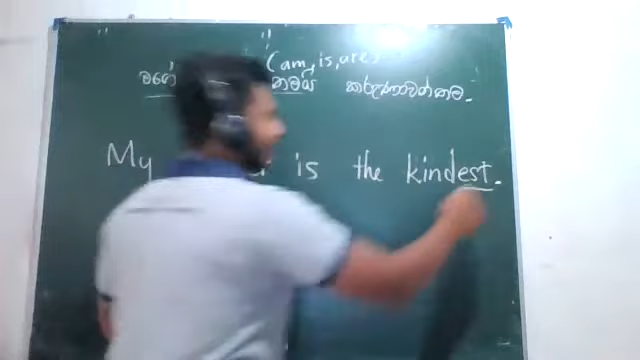 (am, is, are)
මගේ තමයි කරුණාවන්තම.
My is the kindest.